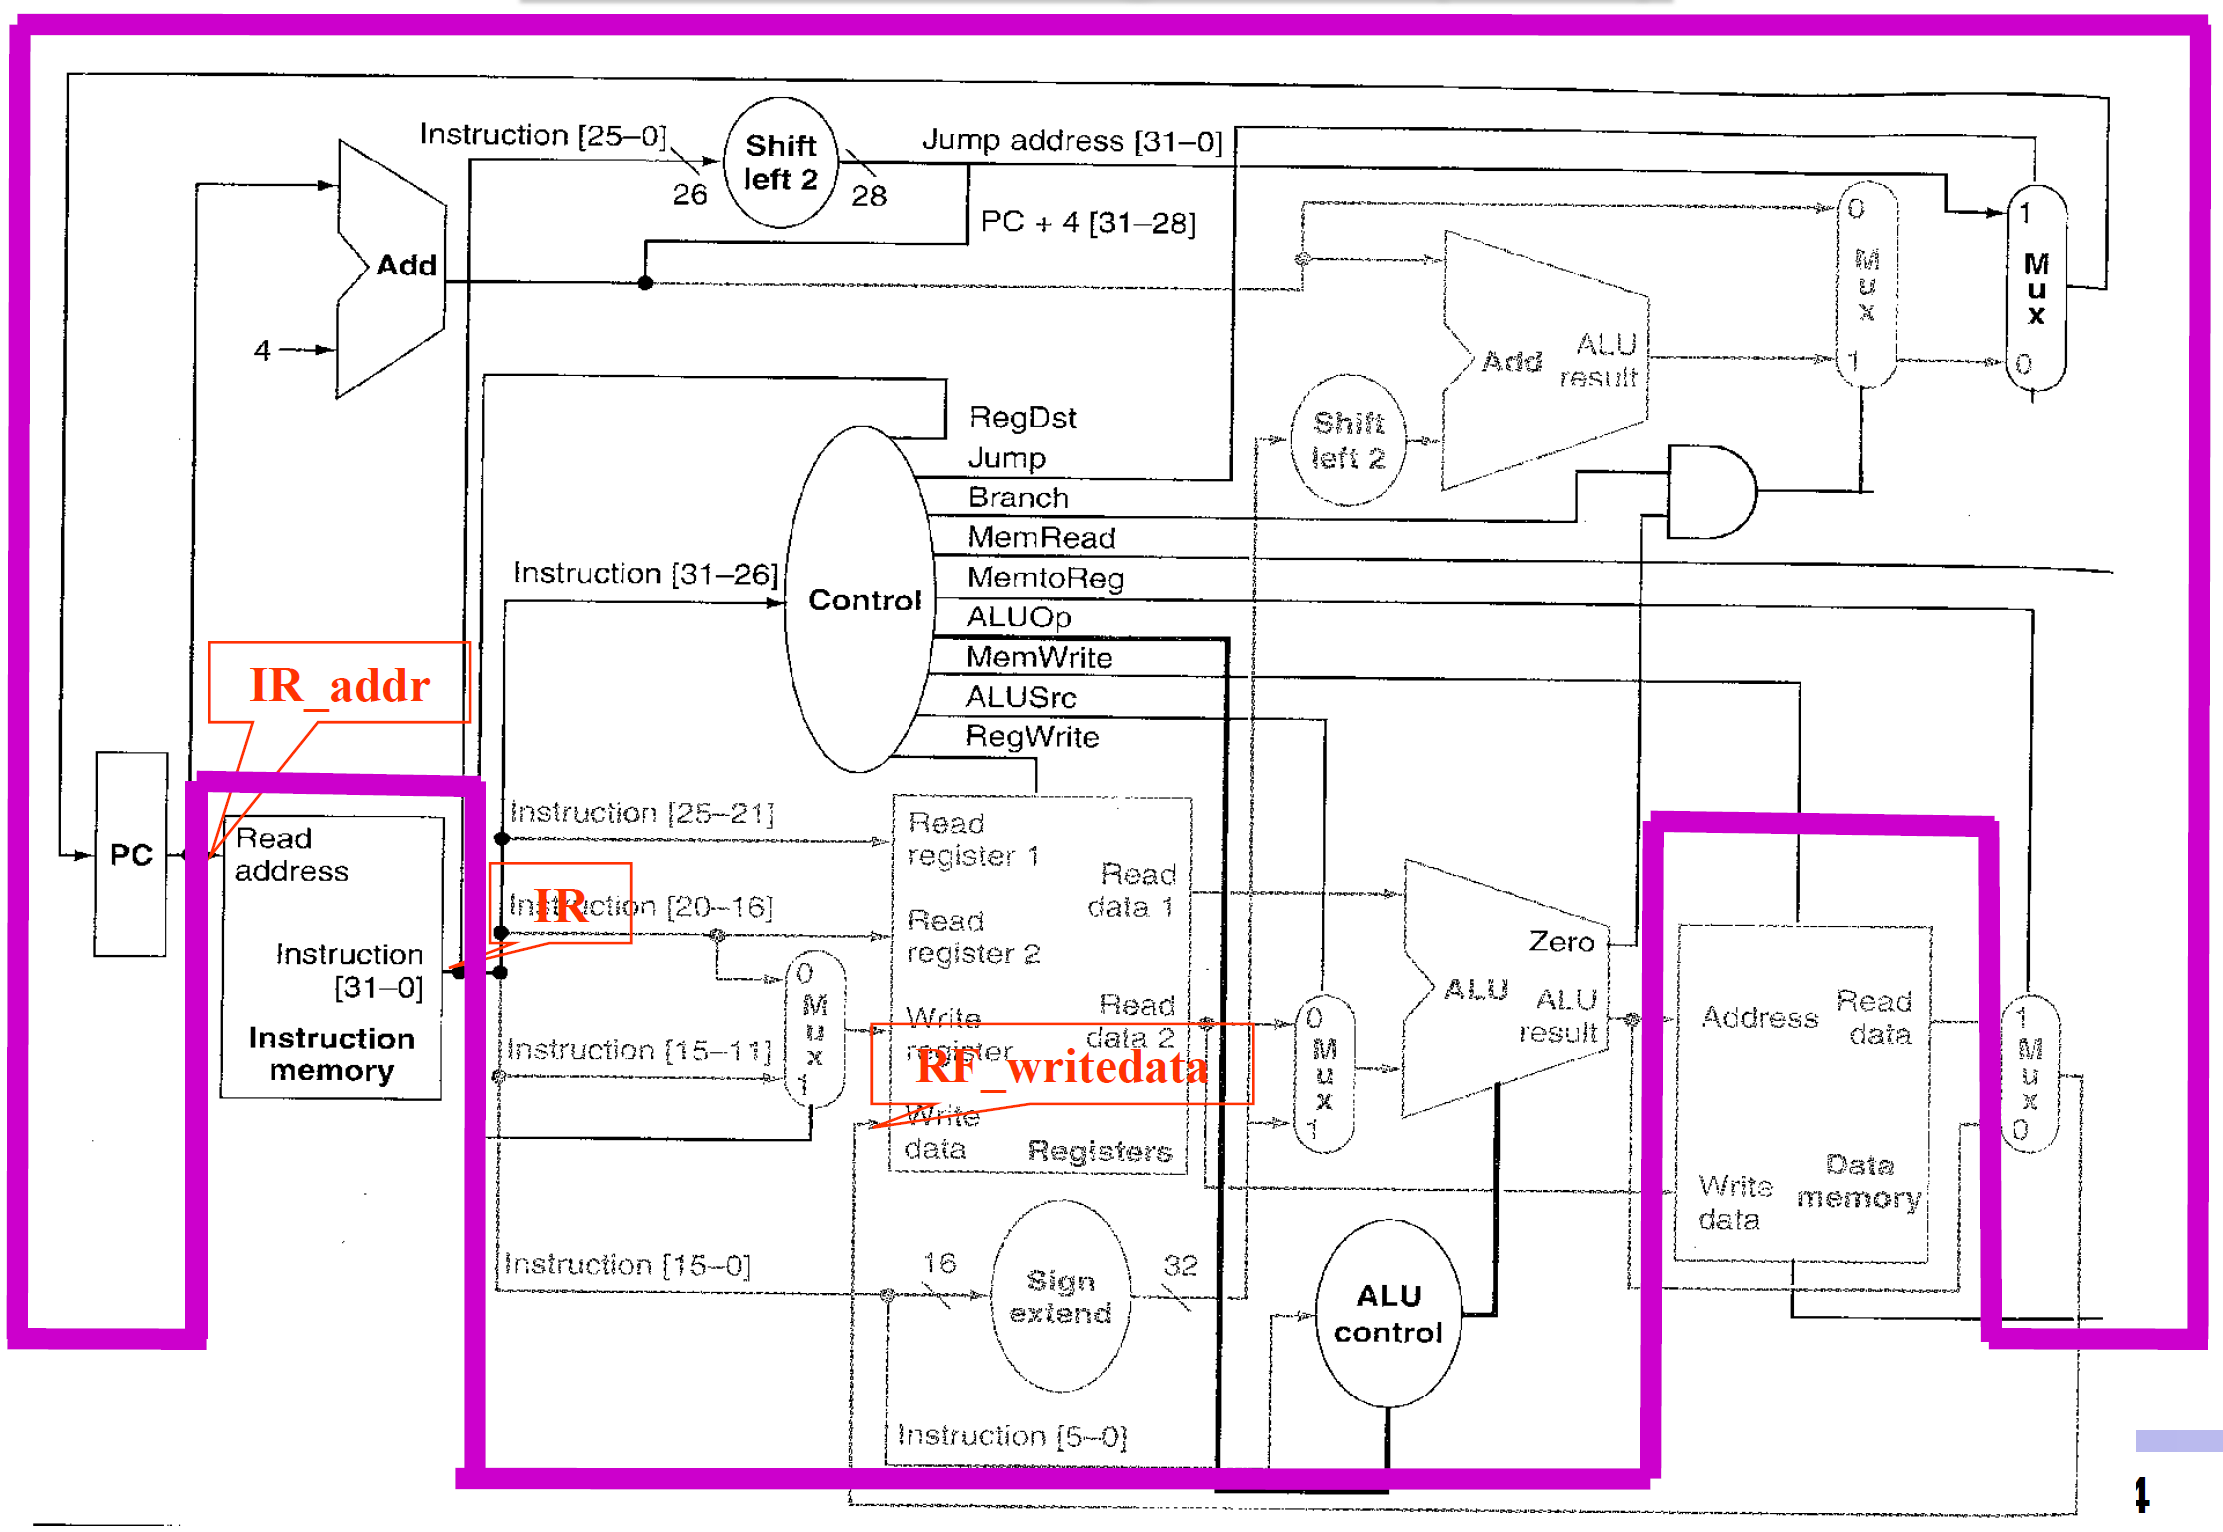 Instruction [25–0]
26
Shift
left 2
28
Jump address [31–0]
PC + 4 [31–28]
Add
4
0
M
u
x
1
1
M
u
x
0
Add
ALU
result
Shift
left 2
RegDst
Jump
Branch
MemRead
MemtoReg
ALUOp
MemWrite
ALUSrc
RegWrite
Instruction [31–26]
Control
IR_addr
PC
Read
address
Instruction
[31–0]
Instruction
memory
Instruction [25–21]
IR
Instruction [20–16]
Instruction [15–11]
0
M
u
x
1
Read
register 1
Read
register 2
Write
register
Write
data
Read
data 1
Read
data 2
Registers
RF_writedata
0
M
u
x
1
Zero
ALU
ALU
result
Address
Read
data
Write
data
Data
memory
1
M
u
x
0
Instruction [15–0]
16
Sign
extend
32
ALU
control
Instruction [5–0]
4